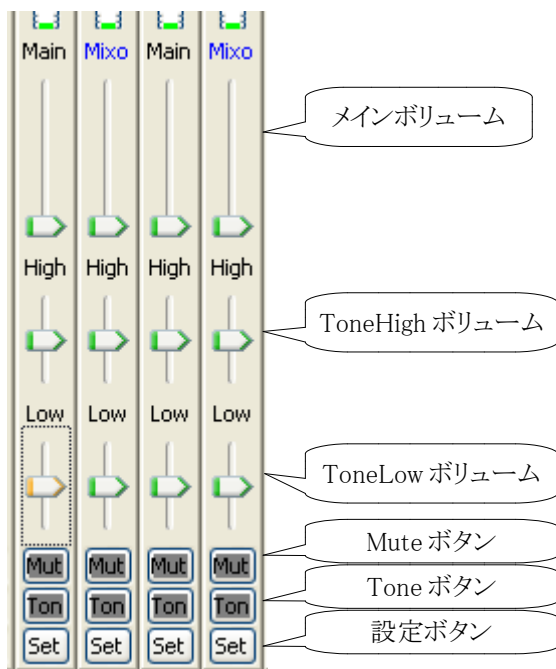 Main Mixo Main Mixo
メインボリューム
High High High High
ToneHigh ボリューム
Low Low Low Low
ToneLow ボリューム
Mut Mut Mut Mut
Mute ボタン
Ton Ton Ton Ton
Tone ボタン
Set Set Set Set
設定ボタン